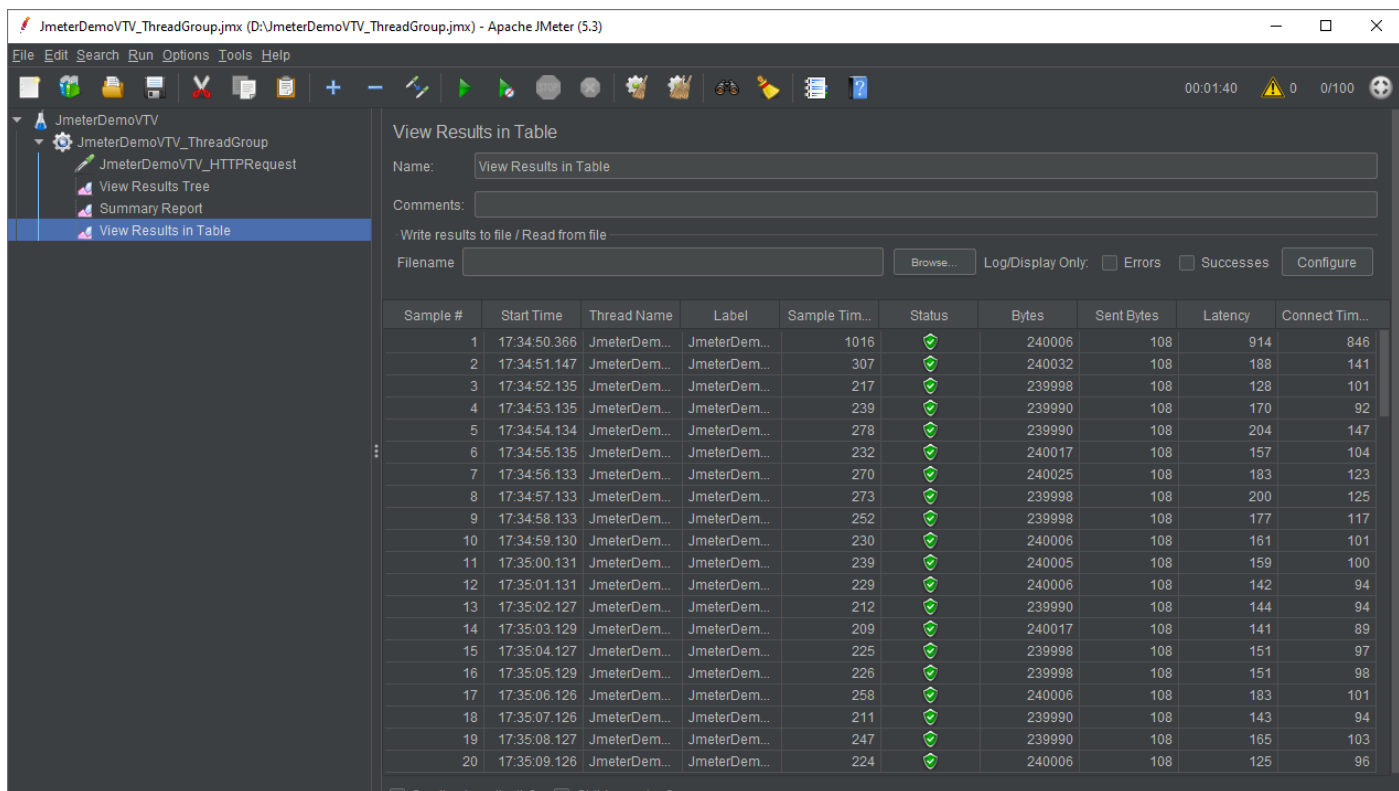 JmeterDemoVTV_ThreadGroup.jmx (D:\JmeterDemoVTV_ThreadGroup.jmx) - Apache JMeter (5.3)
File Edit Search Run Options Tools Help
STOP 00:01:40 0 0/100
JmeterDemoVTV
JmeterDemoVTV_ThreadGroup
JmeterDemoVTV_HTTPRequest
View Results Tree
Summary Report
View Results in Table
View Results in Table
Name: View Results in Table
Comments:
Write results to file / Read from file
Filename Browse... Log/Display Only: Errors Successes Configure
Sample # Start Time Thread Name Label Sample Tim... Status Bytes Sent Bytes Latency Connect Tim...
1 17:34:50.366 JmeterDem... JmeterDem... 1016 240006 108 914 846
2 17:34:51.147 JmeterDem... JmeterDem... 307 240032 108 188 141
3 17:34:52.135 JmeterDem... JmeterDem... 217 239998 108 128 101
4 17:34:53.135 JmeterDem... JmeterDem... 239 239990 108 170 92
5 17:34:54.134 JmeterDem... JmeterDem... 278 239990 108 204 147
6 17:34:55.135 JmeterDem... JmeterDem... 232 240017 108 157 104
7 17:34:56.133 JmeterDem... JmeterDem... 270 240025 108 183 123
8 17:34:57.133 JmeterDem... JmeterDem... 273 239998 108 200 125
9 17:34:58.133 JmeterDem... JmeterDem... 252 239998 108 177 117
10 17:34:59.130 JmeterDem... JmeterDem... 230 240006 108 161 101
11 17:35:00.131 JmeterDem... JmeterDem... 239 240005 108 159 100
12 17:35:01.131 JmeterDem... JmeterDem... 229 240006 108 142 94
13 17:35:02.127 JmeterDem... JmeterDem... 212 239990 108 144 94
14 17:35:03.129 JmeterDem... JmeterDem... 209 240017 108 141 89
15 17:35:04.127 JmeterDem... JmeterDem... 225 239998 108 151 97
16 17:35:05.129 JmeterDem... JmeterDem... 226 239998 108 151 98
17 17:35:06.126 JmeterDem... JmeterDem... 258 240006 108 183 101
18 17:35:07.126 JmeterDem... JmeterDem... 211 239990 108 143 94
19 17:35:08.127 JmeterDem... JmeterDem... 247 239990 108 165 103
20 17:35:09.126 JmeterDem... JmeterDem... 224 240006 108 125 96